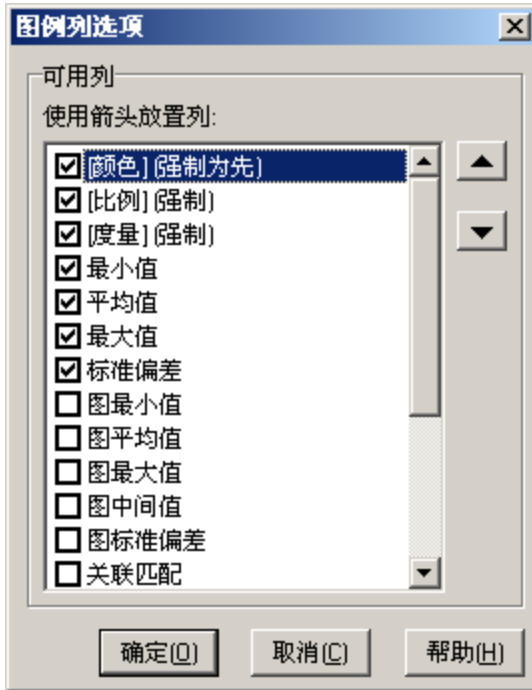 图例列选项
可用列
使用箭头放置列:
[颜色] (强制为先)
[比例] (强制)
[度量] (强制)
最小值
平均值
最大值
标准偏差
图最小值
图平均值
图最大值
图中间值
图标准偏差
关联匹配
确定(O) 取消(C) 帮助(H)